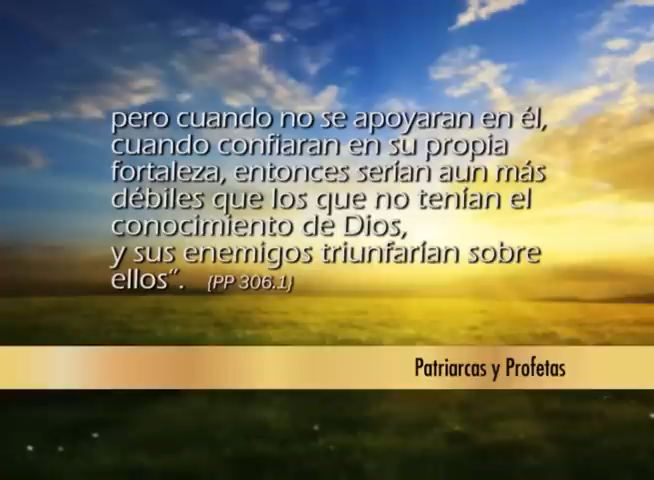 pero cuando no se apoyaran en él,
cuando confiaran en su propia
fortaleza, entonces serían aun más
débiles que los que no tenían el
conocimiento de Dios,
y sus enemigos triunfarían sobre
ellos”. {PP 306.1}
Patriarcas y Profetas